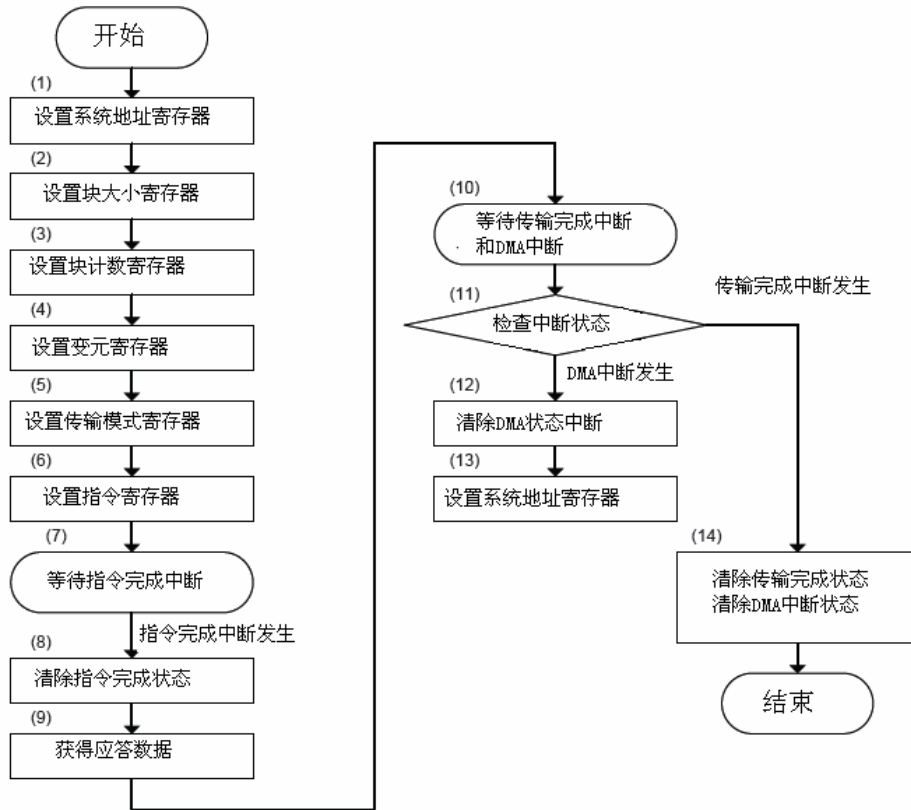 开始
(1)
设置系统地址寄存器
(2)
设置块大小寄存器
(3)
设置块计数寄存器
(4)
设置变元寄存器
(5)
设置传输模式寄存器
(6)
设置指令寄存器
(7)
等待指令完成中断
指令完成中断发生
(8)
清除指令完成状态
(9)
获得应答数据
(10)
等待传输完成中断
和DMA中断
(11)
检查中断状态
传输完成中断发生
DMA中断发生
(12)
清除DMA状态中断
(13)
设置系统地址寄存器
(14)
清除传输完成状态
清除DMA中断状态
结束